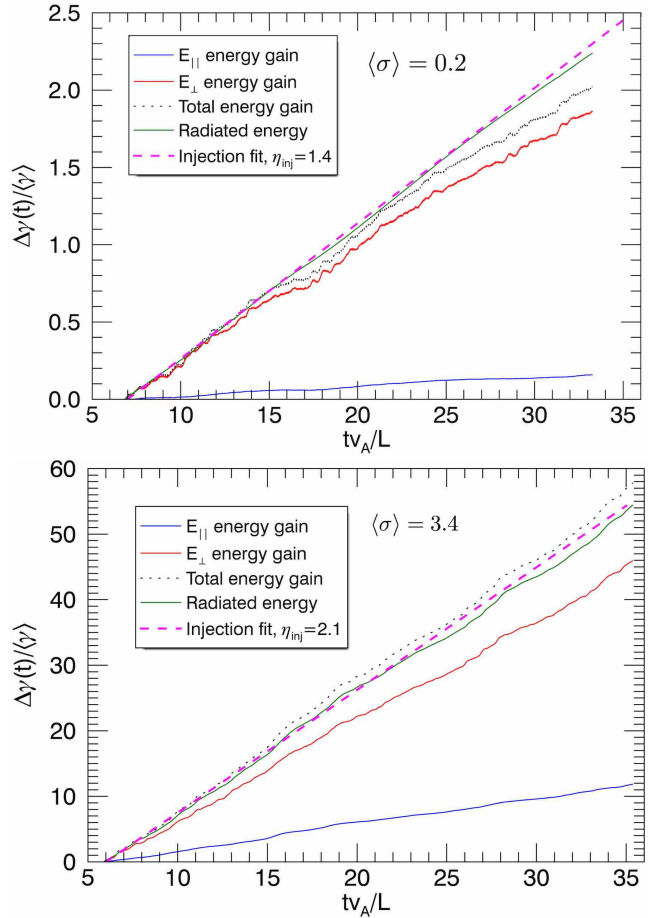 2.5
2.0
1.5
1.0
0.5
0.0
Δγ(t)/⟨γ⟩
E|| energy gain
E⊥ energy gain
Total energy gain
Radiated energy
Injection fit, ηinj=1.4
⟨σ⟩ = 0.2
5 10 15 20 25 30 35
tvA/L
60
50
40
30
20
10
0
Δγ(t)/⟨γ⟩
E|| energy gain
E⊥ energy gain
Total energy gain
Radiated energy
Injection fit, ηinj=2.1
⟨σ⟩ = 3.4
5 10 15 20 25 30 35
tvA/L